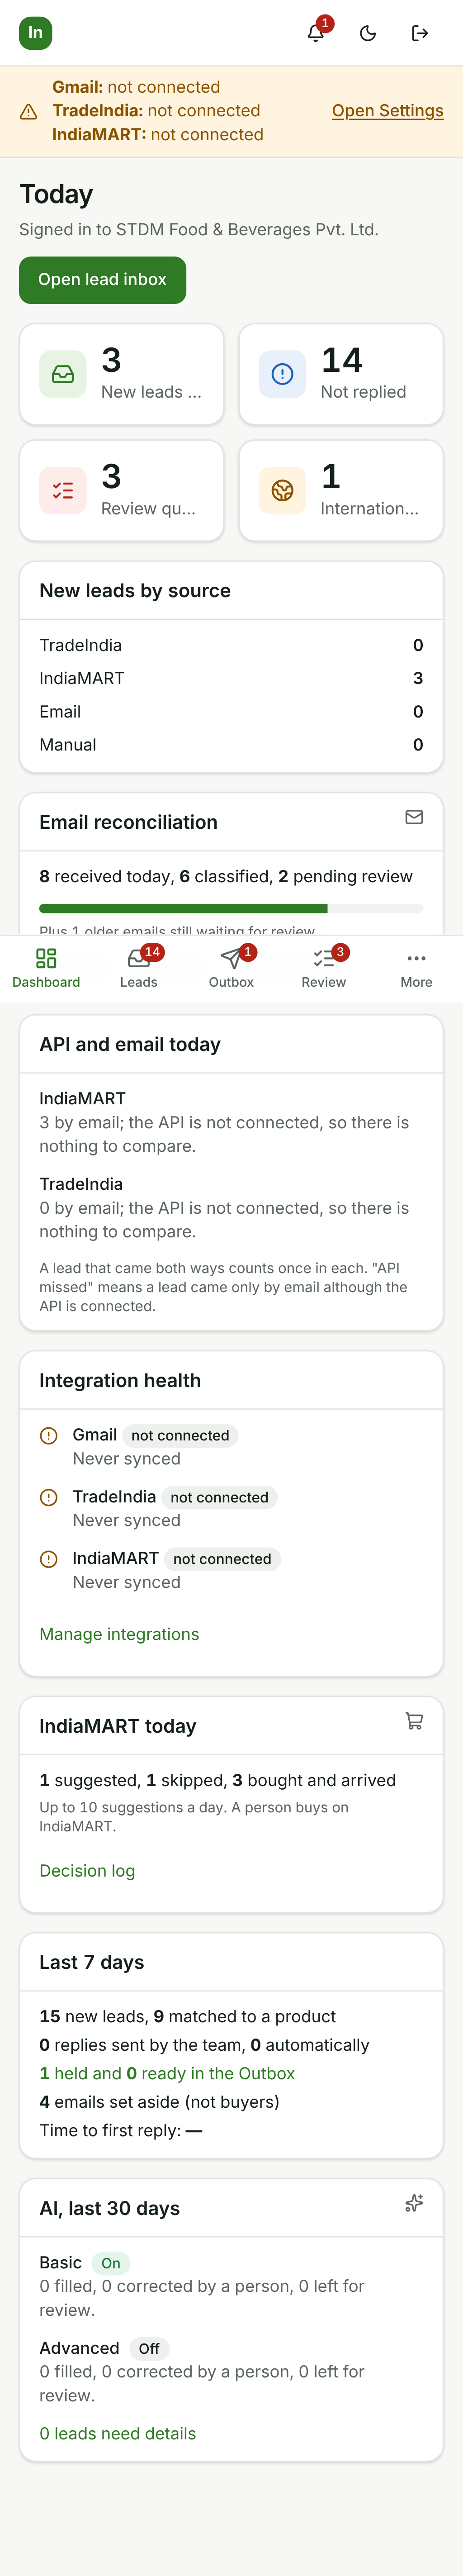 In
1
Gmail: not connected
TradeIndia: not connected
IndiaMART: not connected
Open Settings
Today
Signed in to STDM Food & Beverages Pvt. Ltd.
Open lead inbox
3
New leads ...
14
Not replied
3
Review qu...
1
Internation...
New leads by source
TradeIndia 0
IndiaMART 3
Email 0
Manual 0
Email reconciliation
8 received today, 6 classified, 2 pending review
Plus 1 older emails still waiting for review
14
1
3
Dashboard
Leads
Outbox
Review
More
API and email today
IndiaMART
3 by email; the API is not connected, so there is
nothing to compare.
TradeIndia
0 by email; the API is not connected, so there is
nothing to compare.
A lead that came both ways counts once in each. "API
missed" means a lead came only by email although the
API is connected.
Integration health
Gmail not connected
Never synced
TradeIndia not connected
Never synced
IndiaMART not connected
Never synced
Manage integrations
IndiaMART today
1 suggested, 1 skipped, 3 bought and arrived
Up to 10 suggestions a day. A person buys on
IndiaMART.
Decision log
Last 7 days
15 new leads, 9 matched to a product
0 replies sent by the team, 0 automatically
1 held and 0 ready in the Outbox
4 emails set aside (not buyers)
Time to first reply: —
AI, last 30 days
Basic On
0 filled, 0 corrected by a person, 0 left for
review.
Advanced Off
0 filled, 0 corrected by a person, 0 left for
review.
0 leads need details